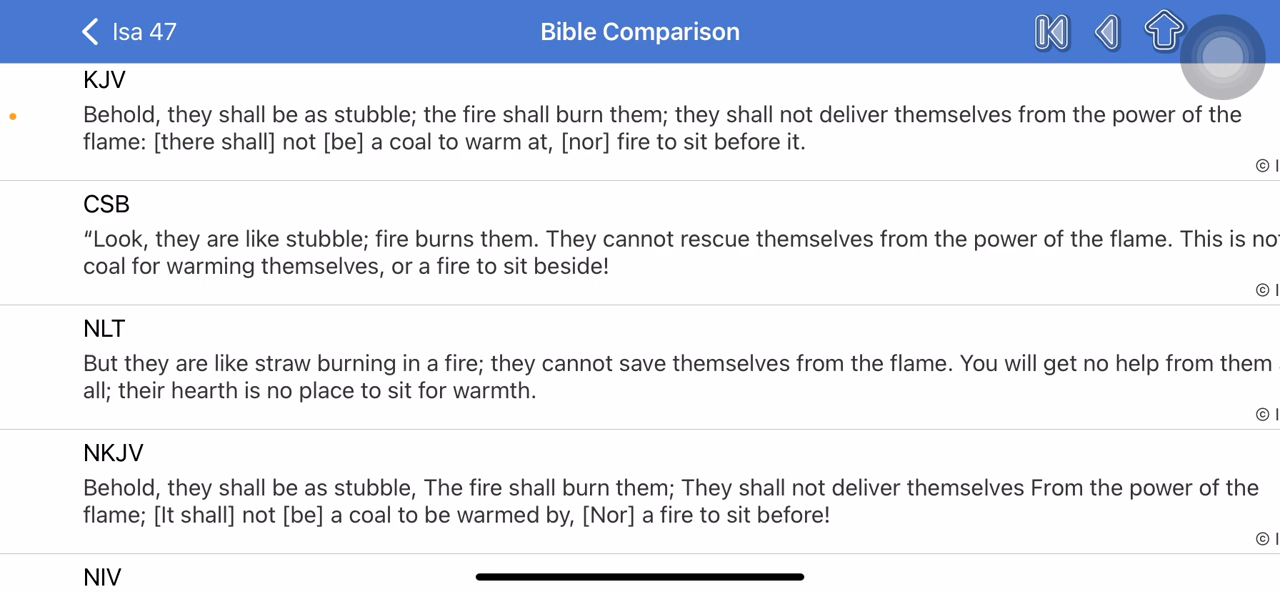 Isa 47
Bible Comparison
KJV
Behold, they shall be as stubble; the fire shall burn them; they shall not deliver themselves from the power of the
flame: [there shall] not [be] a coal to warm at, [nor] fire to sit before it.
©
CSB
“Look, they are like stubble; fire burns them. They cannot rescue themselves from the power of the flame. This is
coal for warming themselves, or a fire to sit beside!
©
NLT
But they are like straw burning in a fire; they cannot save themselves from the flame. You will get no help from them
all; their hearth is no place to sit for warmth.
©
NKJV
Behold, they shall be as stubble, The fire shall burn them; They shall not deliver themselves From the power of the
flame; [It shall] not [be] a coal to be warmed by, [Nor] a fire to sit before!
©
NIV